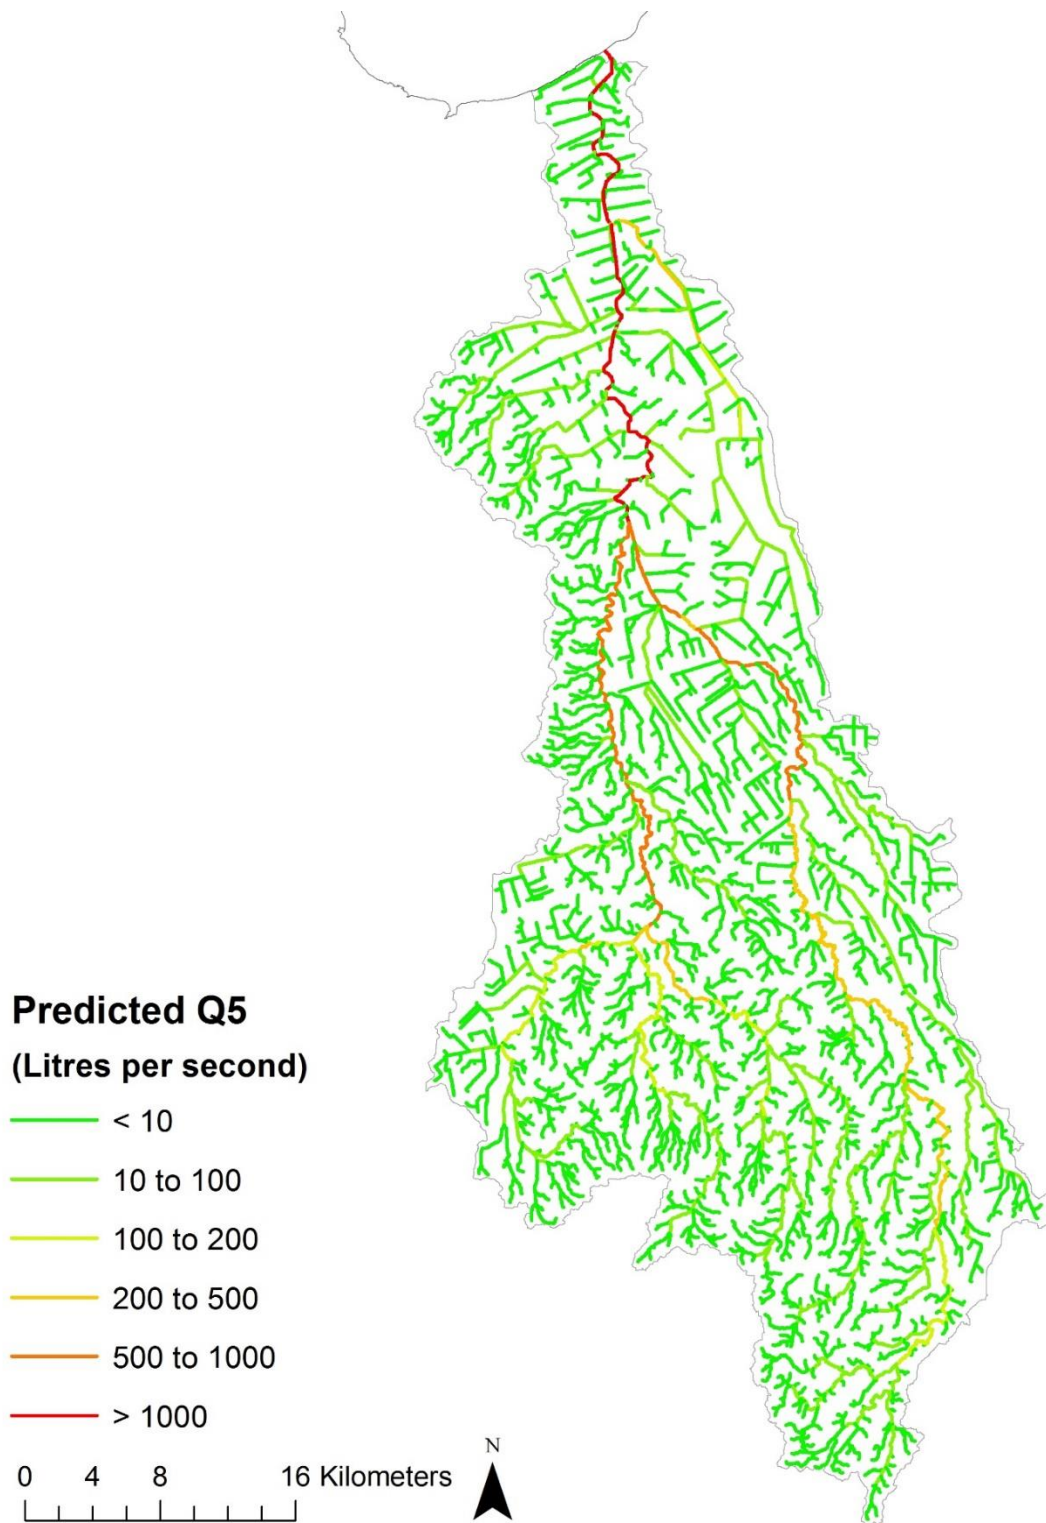 Predicted Q5
(Litres per second)
< 10
10 to 100
100 to 200
200 to 500
500 to 1000
> 1000
0 4 8 16 Kilometers
N